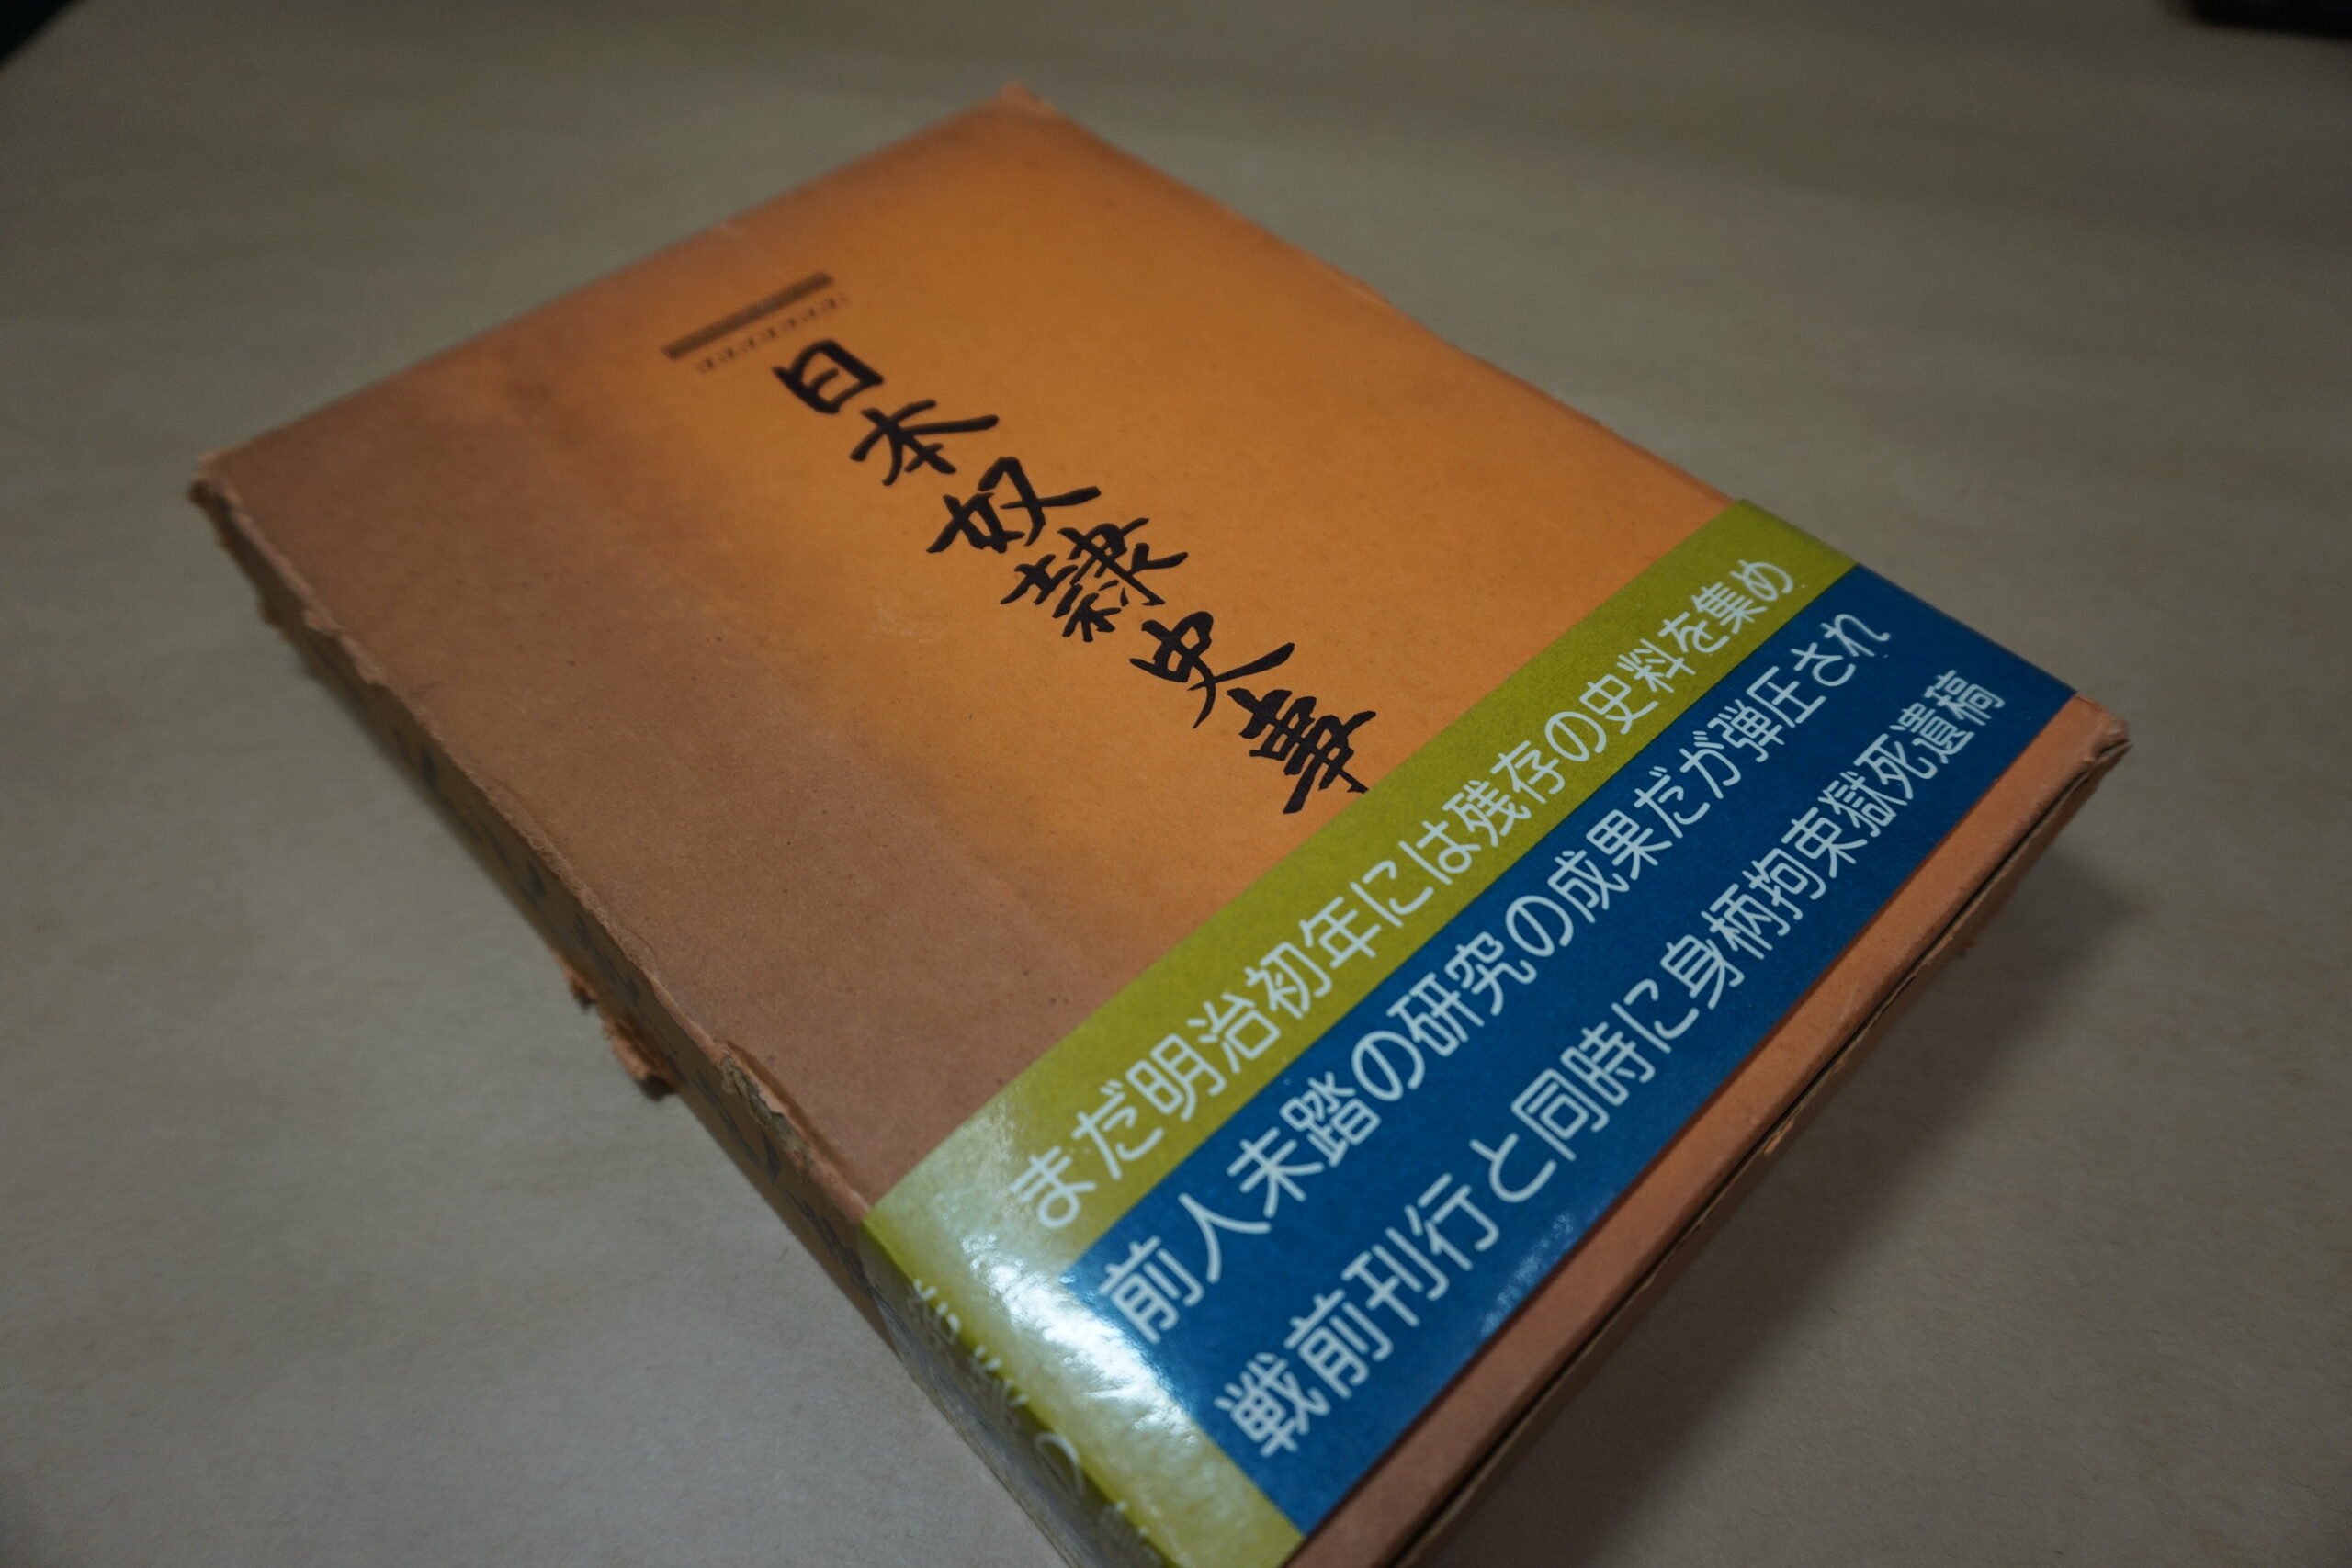 日本奴隷史事
まだ明治初年には残存の史料を集め
前人未踏の研究の成果だが弾圧され
戦前刊行と同時に身柄拘束獄死遺稿